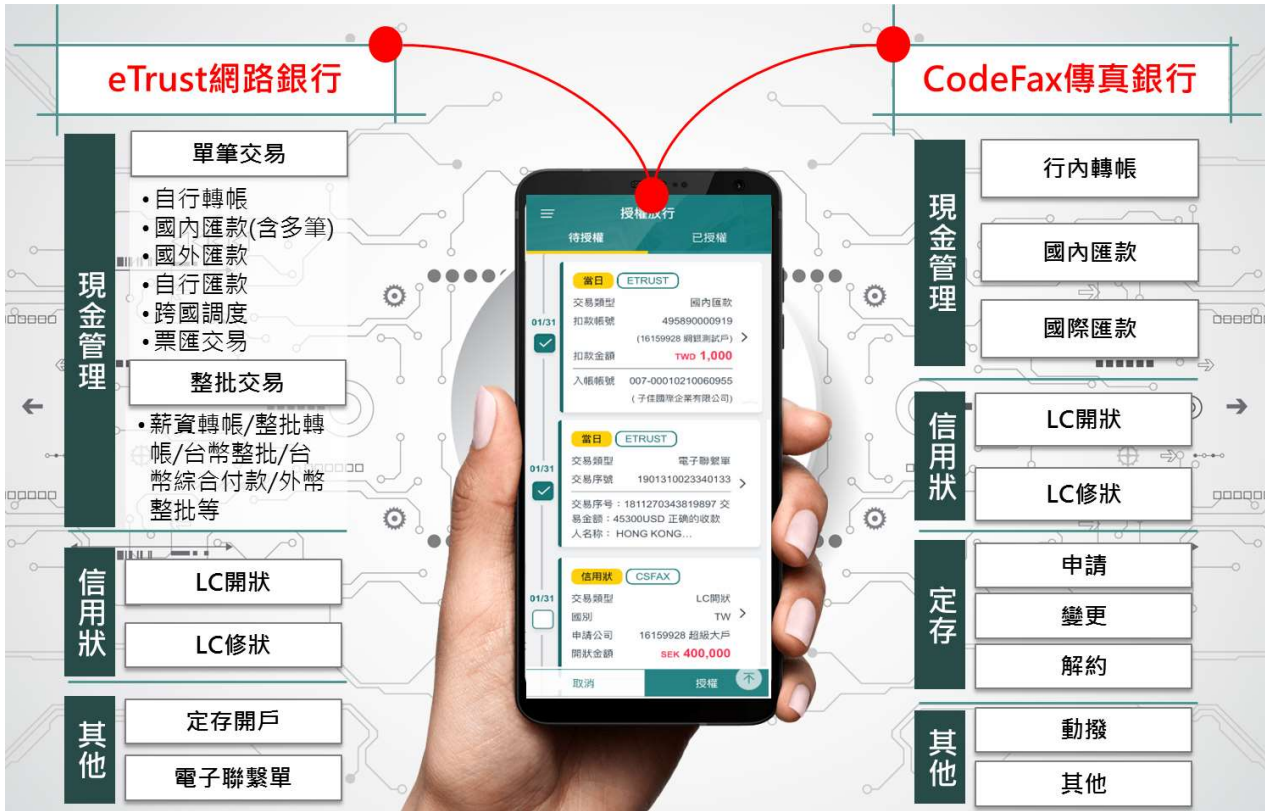 eTrust網路銀行
現金管理
單筆交易
•自行轉帳
•國內匯款(含多筆)
•國外匯款
•自行匯款
•跨國調度
•票匯交易
整批交易
•薪資轉帳/整批轉
帳/台幣整批/台
幣綜合付款/外幣
整批等
信用狀
LC開狀
LC修狀
其他
定存開戶
電子聯繫單
授權放行
待授權 已授權
01/31
當日 ETRUST
交易類型 國內匯款
扣款帳號 495890000919
(16159928 網銀測試戶)
扣款金額 TWD 1,000
入帳帳號 007-00010210060955
(子佳國際企業有限公司)
01/31
當日 ETRUST
交易類型 電子聯繫單
交易序號 1901310023340133
交易序号：1811270343819897 交
易金額：45300USD 正确的收款
人名称： HONG KONG...
01/31
信用狀 CSFAX
交易類型 LC開狀
國別 TW
申請公司 16159928 超級大戶
開狀金額 SEK 400,000
取消 授權
CodeFax傳真銀行
現金管理
行內轉帳
國內匯款
國際匯款
信用狀
LC開狀
LC修狀
定存
申請
變更
解約
其他
動撥
其他